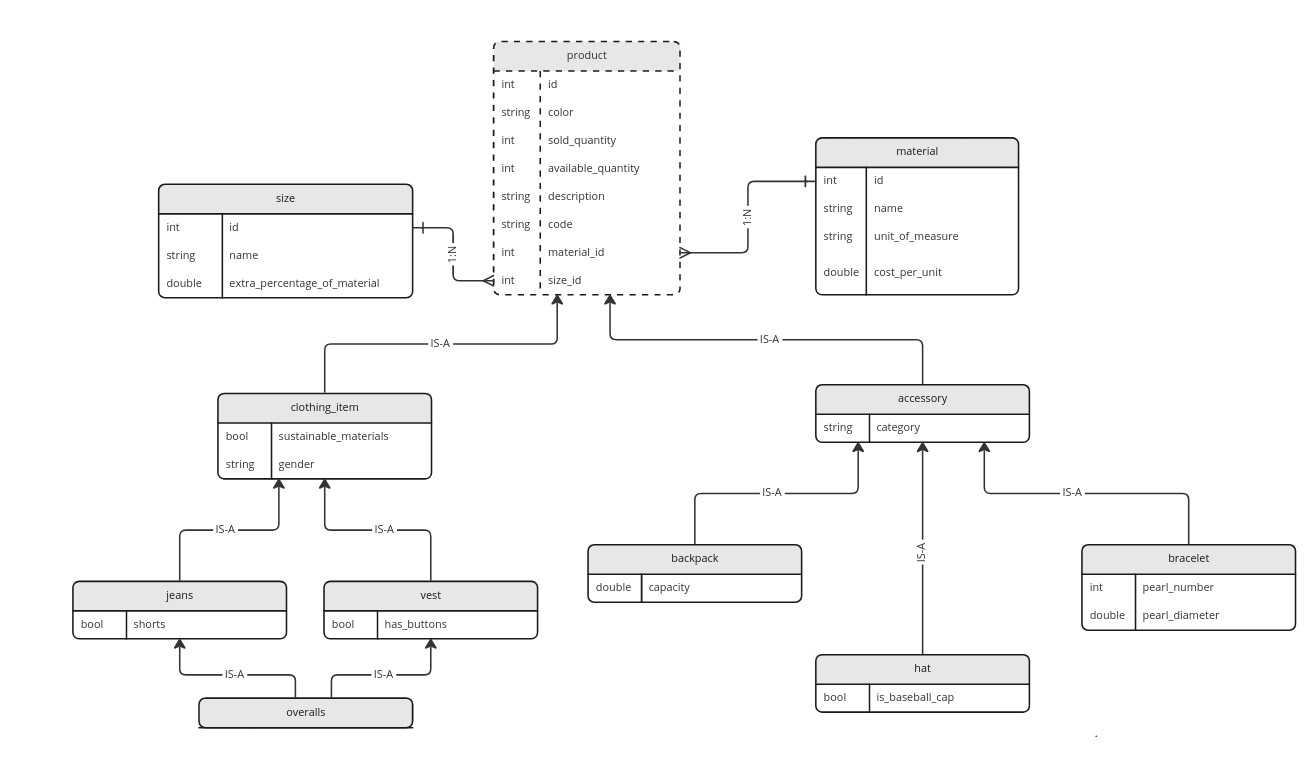 product
int id
string color
int sold_quantity
int available_quantity
string description
string code
int material_id
int size_id
material
int id
string name
string unit_of_measure
double cost_per_unit
size
int id
string name
double extra_percentage_of_material
1:N
1:N
IS-A
IS-A
clothing_item
bool sustainable_materials
string gender
accessory
string category
IS-A
IS-A
IS-A
IS-A
IS-A
jeans
bool shorts
vest
bool has_buttons
backpack
double capacity
bracelet
int pearl_number
double pearl_diameter
IS-A
IS-A
overalls
hat
bool is_baseball_cap
.